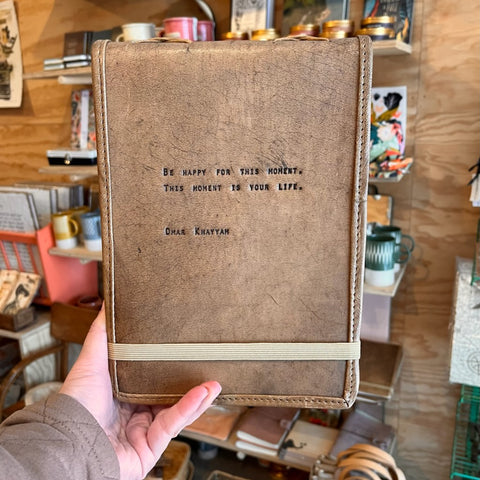 BE HAPPY FOR THIS MOMENT.
THIS MOMENT IS YOUR LIFE.
OMAR KHAYYAM